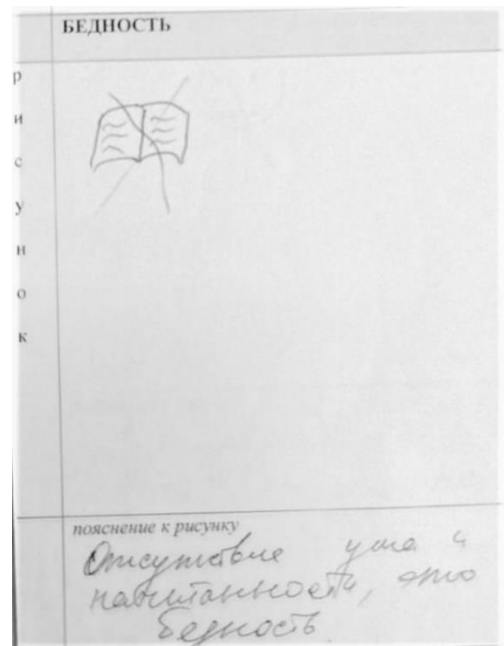 БЕДНОСТЬ
р
и
с
у
н
о
к
пояснение к рисунку
Отсутствие ума и
начитанности, это
бедность